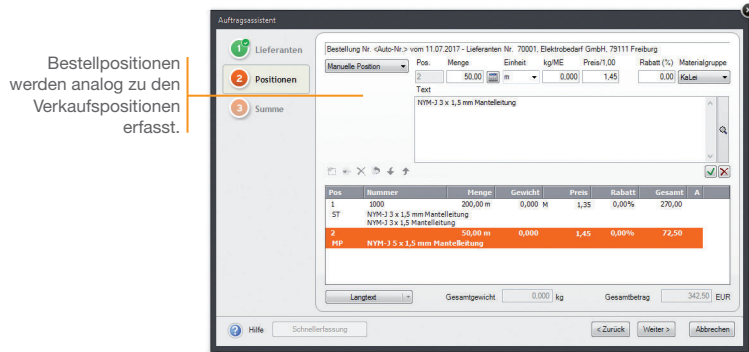 Bestellpositionen
werden analog zu den
Verkaufspositionen
erfasst.
Auftragsassistent
1 Lieferanten
2 Positionen
3 Summe
Bestellung Nr. <Auto-Nr.> vom 11.07.2017 - Lieferanten Nr. 70001, Elektrobedarf GmbH, 79111 Freiburg
Manuelle Position Pos. Menge Einheit kg/ME Preis/1,00 Rabatt (%) Materialgruppe
2 50,00 m 0,000 1,45 0,00 KaLei
Text
NYM-J 3 x 1,5 mm Mantelleitung
Pos Nummer Menge Gewicht Preis Rabatt Gesamt A
1 1000 200,00 m 0,000 M 1,35 0,00% 270,00
ST NYM-J 3 x 1,5 mm Mantelleitung
NYM-J 3 x 1,5 mm Mantelleitung
2 50,00 m 0,000 1,45 0,00% 72,50
MP NYM-J 5 x 1,5 mm Mantelleitung
Langtext Gesamtgewicht 0,000 kg Gesamtbetrag 342,50 EUR
? Hilfe Schnellerfassung < Zurück Weiter > Abbrechen